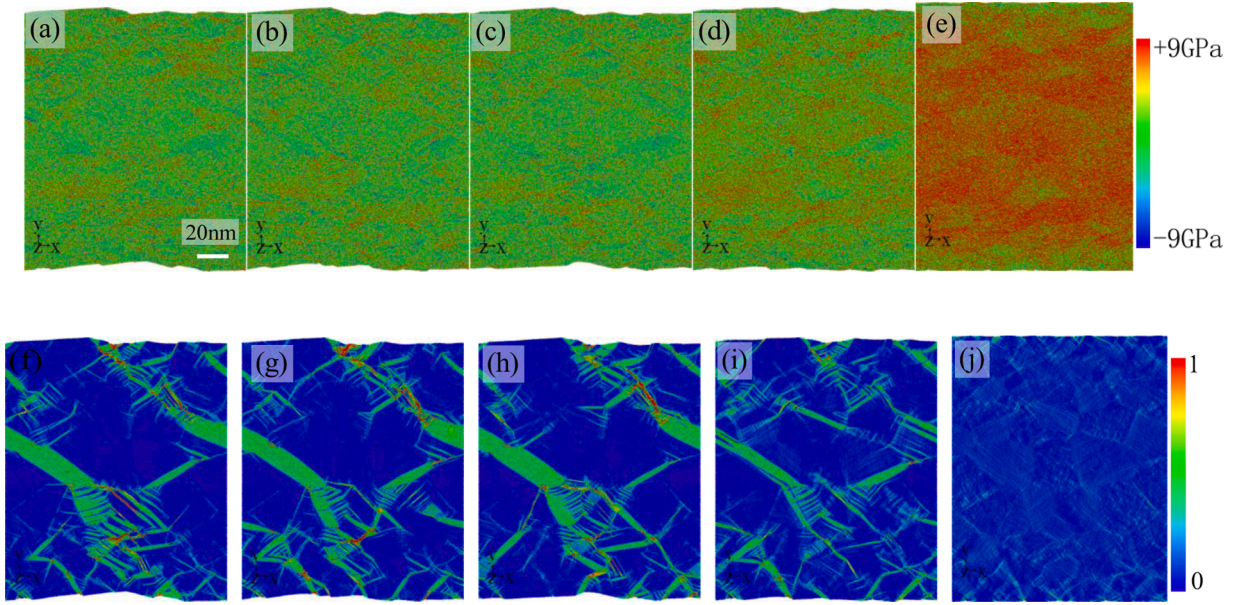 (a) (b) (c) (d) (e)
+9GPa
20nm
y
z→x
y
z→x
y
z→x
y
z→x
y
z→x
−9GPa
(f) (g) (h) (i) (j)
1
y
z→x
y
z→x
y
z→x
y
z→x
y
z→x
0